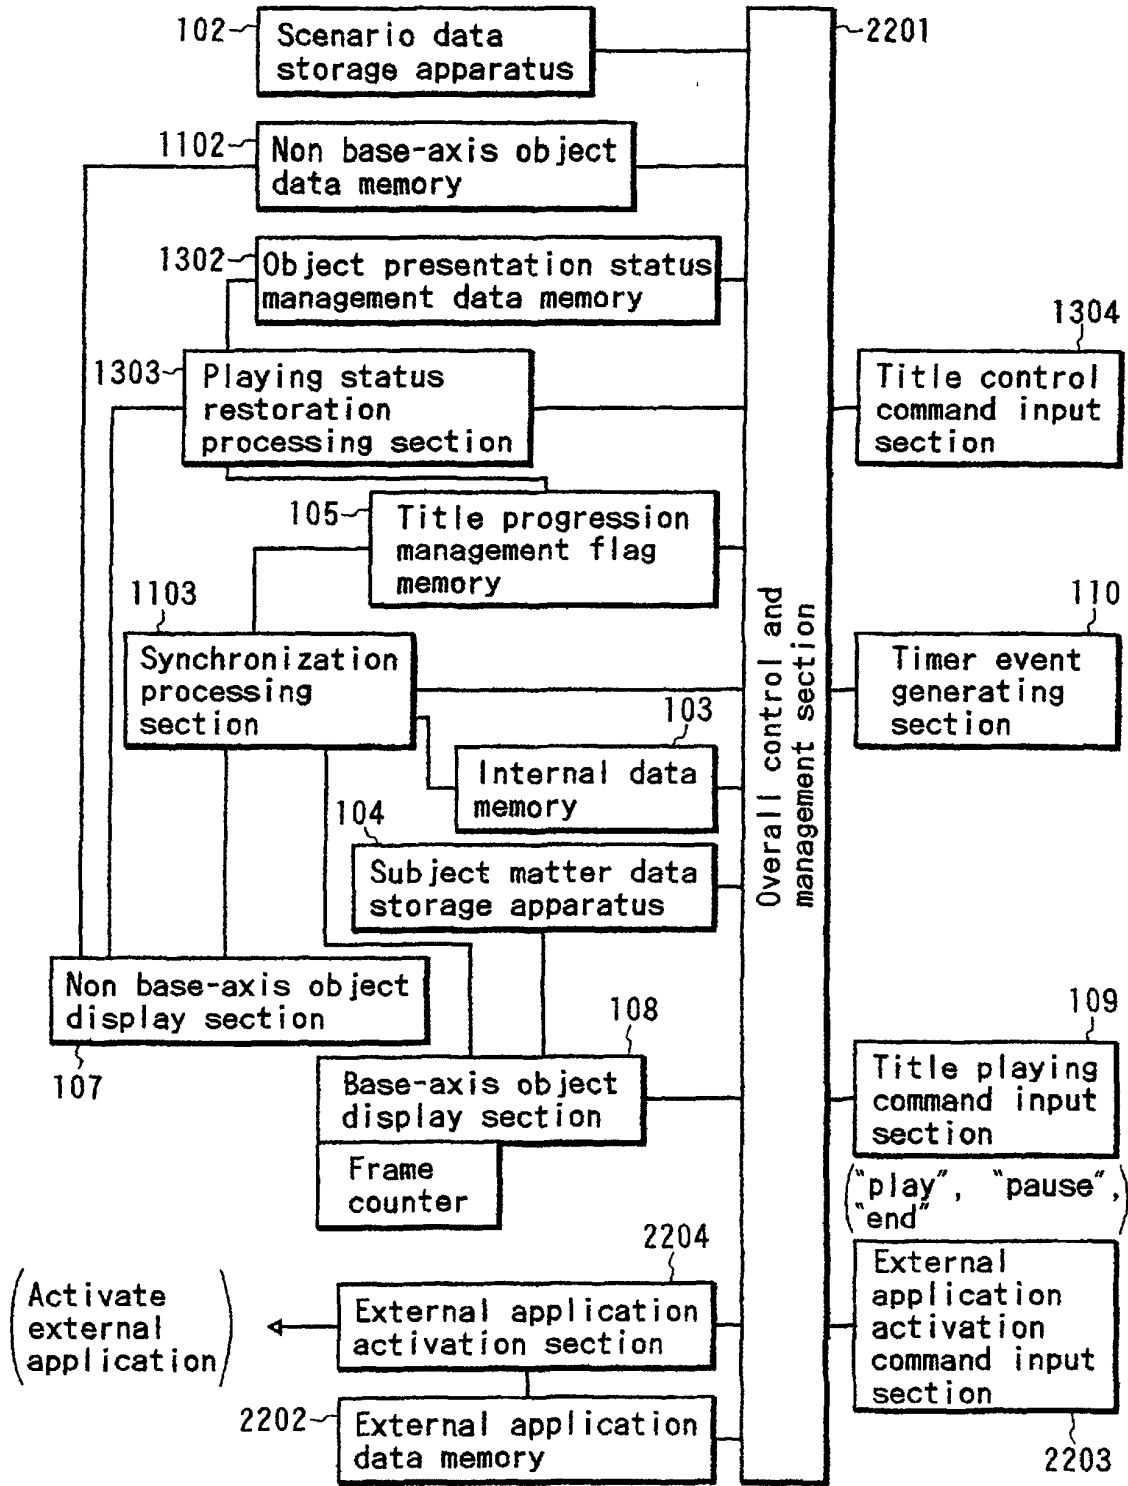 102
Scenario data
storage apparatus
2201
1102
Non base-axis object
data memory
1302
Object presentation status
management data memory
1304
1303
Playing status
restoration
processing section
Title control
command input
section
105
Title progression
management flag
memory
1103
Synchronization
processing
section
110
Timer event
generating
section
Overall control and
management section
103
Internal data
memory
104
Subject matter data
storage apparatus
Non base-axis object
display section
107
108
Base-axis object
display section
Frame
counter
109
Title playing
command input
section
("play", "pause",
"end")
2204
External application
activation section
(Activate
external
application)
External
application
activation
command input
section
2203
2202
External application
data memory